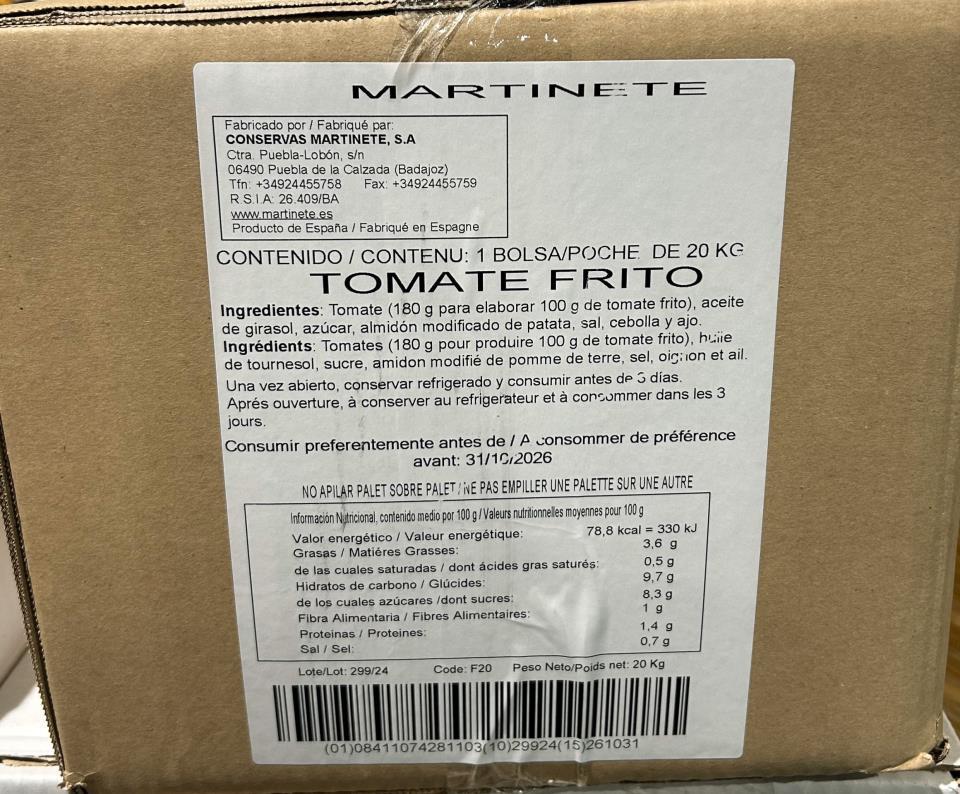 MARTINETE
Fabricado por / Fabriqué par:
CONSERVAS MARTINETE, S.A
Ctra. Puebla-Lobón, s/n
06490 Puebla de la Calzada (Badajoz)
Tfn: +34924455758 Fax: +34924455759
R.S.I.A: 26.409/BA
www.martinete.es
Producto de España / Fabriqué en Espagne
CONTENIDO / CONTENU: 1 BOLSA/POCHE DE 20 KG
TOMATE FRITO
Ingredientes: Tomate (180 g para elaborar 100 g de tomate frito), aceite
de girasol, azúcar, almidón modificado de patata, sal, cebolla y ajo.
Ingrédients: Tomates (180 g pour produire 100 g de tomate frito), huile
de tournesol, sucre, amidon modifié de pomme de terre, sel, oignon et ail.
Una vez abierto, conservar refrigerado y consumir antes de 3 días.
Aprés ouverture, à conserver au refrigerateur et à consommer dans les 3
jours.
Consumir preferentemente antes de / A consommer de préférence
avant: 31/10/2026
NO APILAR PALET SOBRE PALET / NE PAS EMPILLER UNE PALETTE SUR UNE AUTRE
Información Nutricional, contenido medio por 100 g / Valeurs nutritionnelles moyennes pour 100 g
Valor energético / Valeur energétique: 78,8 kcal = 330 kJ
Grasas / Matiéres Grasses: 3,6 g
de las cuales saturadas / dont ácides gras saturés: 0,5 g
Hidratos de carbono / Glúcides: 9,7 g
de los cuales azúcares /dont sucres: 8,3 g
Fibra Alimentaria / Fibres Alimentaires: 1 g
Proteinas / Proteines: 1,4 g
Sal / Sel: 0,7 g
Lote/Lot: 299/24 Code: F20 Peso Neto/Poids net: 20 Kg
(01)08411074281103(10)29924(15)261031